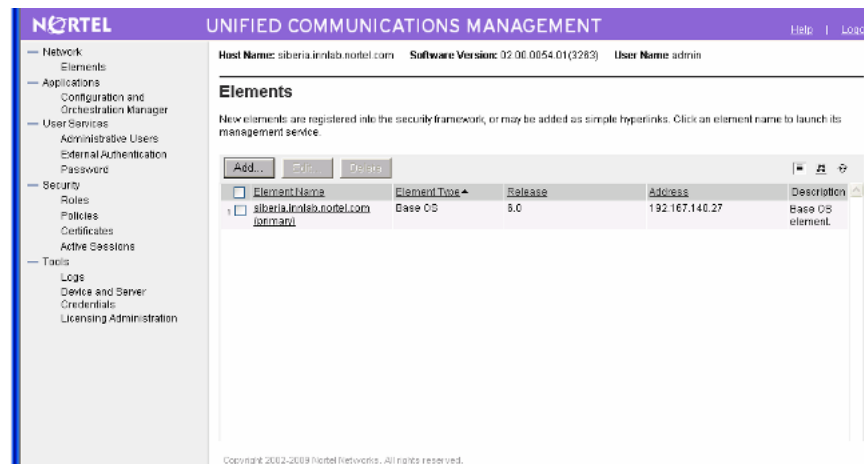 NORTEL
UNIFIED COMMUNICATIONS MANAGEMENT
Help | Logo
Host Name: siberia.innlab.nortel.com Software Version: 02.00.0054.01(3263) User Name admin
— Network
Elements
— Applications
Configuration and
Orchestration Manager
— User Services
Administrative Users
External Authentication
Password
— Security
Roles
Policies
Certificates
Active Sessions
— Tools
Logs
Device and Server
Credentials
Licensing Administration
Elements
New elements are registered into the security framework, or may be added as simple hyperlinks. Click an element name to launch its
management service.
Add... Edit... Delete
Element Name Element Type Release Address Description
1 siberia.innlab.nortel.com Base OS 6.0 192.167.140.27 Base OS
(primary) element.
Copyright 2002-2009 Nortel Networks. All rights reserved.